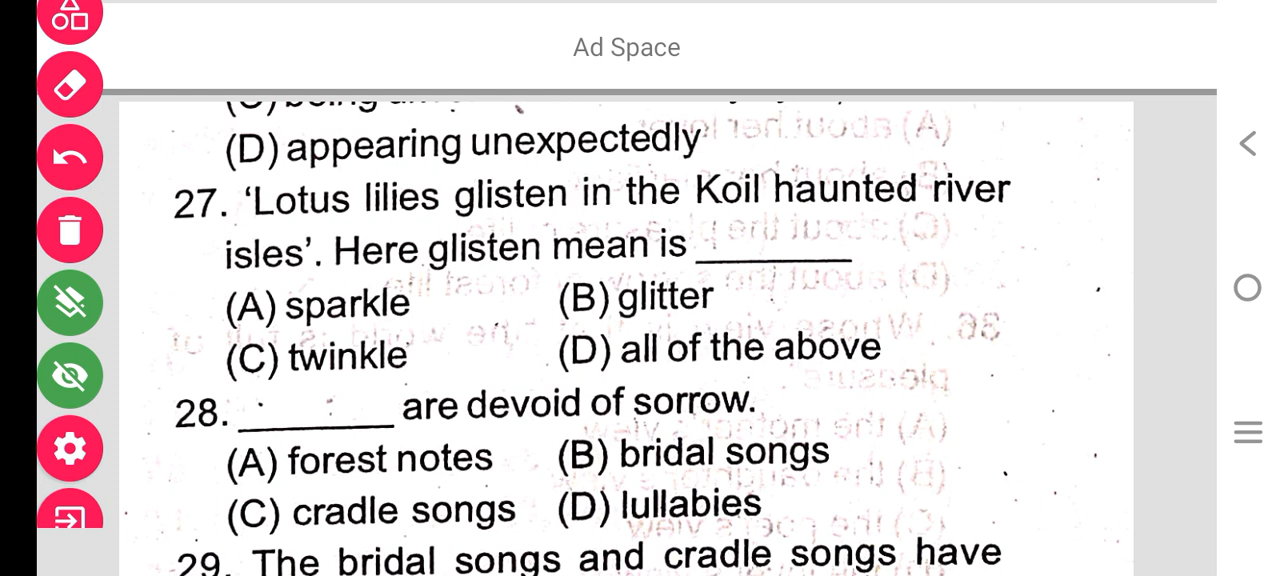 Ad Space
(D) appearing unexpectedly
27. 'Lotus lilies glisten in the Koil haunted river
isles'. Here glisten mean is ________
(A) sparkle (B) glitter
(C) twinkle (D) all of the above
28. ________ are devoid of sorrow.
(A) forest notes (B) bridal songs
(C) cradle songs (D) lullabies
29. The bridal songs and cradle songs have